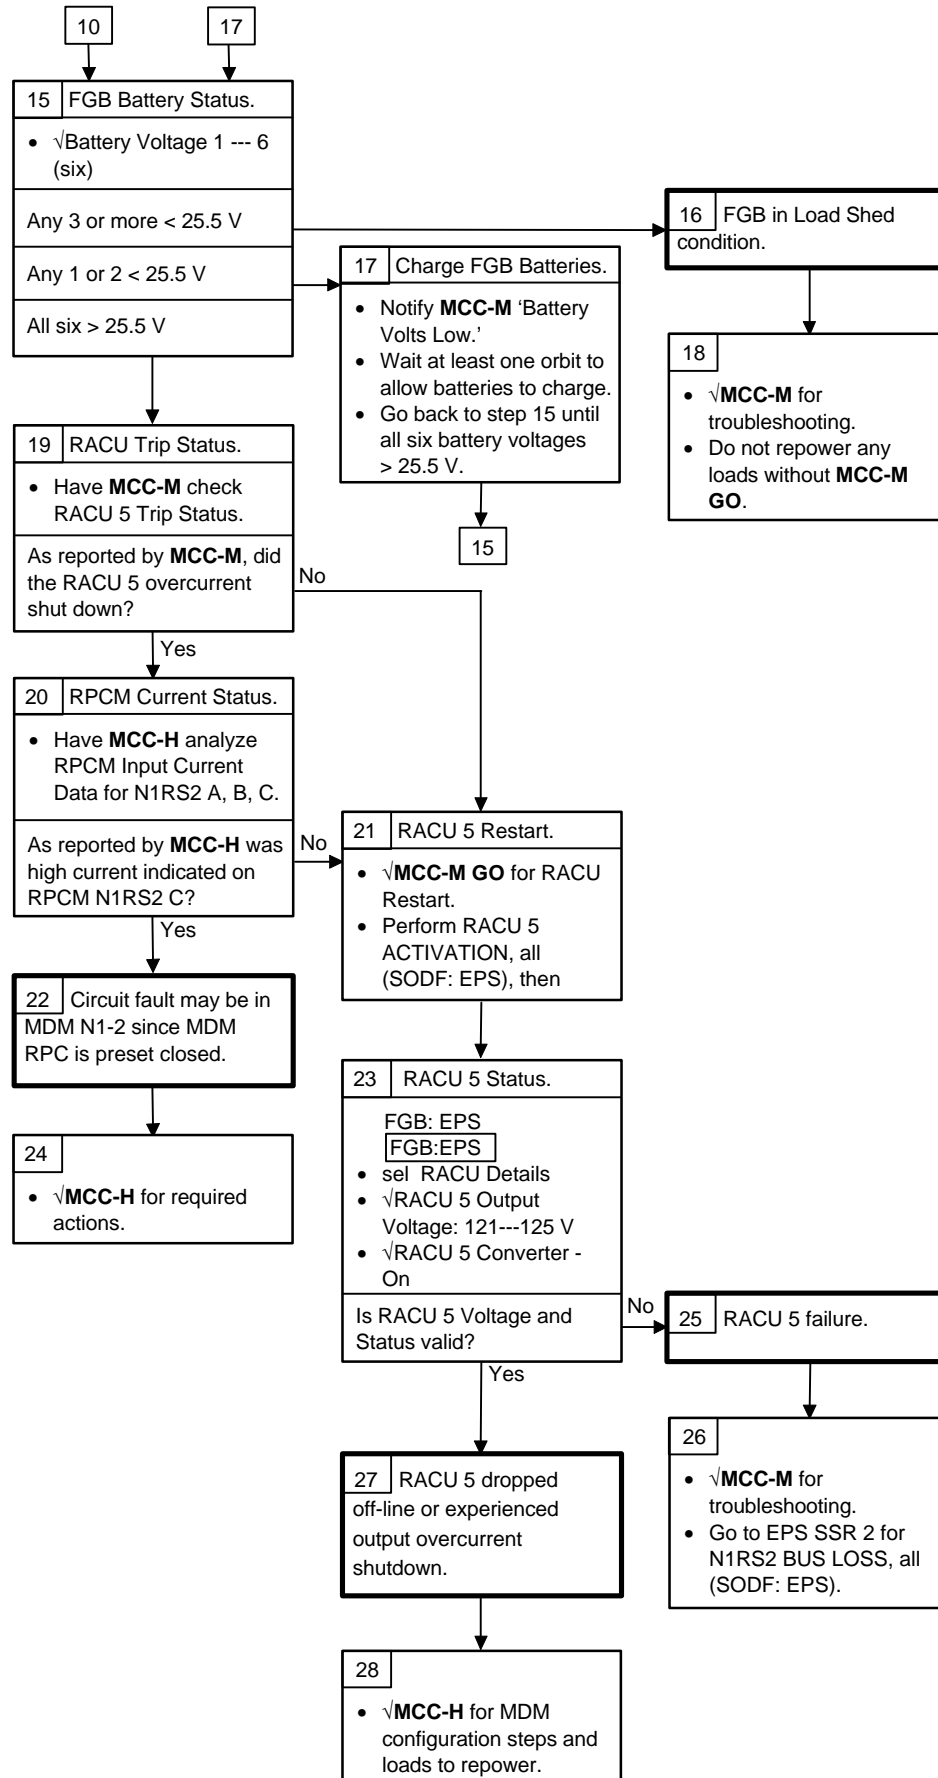 10
17
15 FGB Battery Status.
• √Battery Voltage 1 --- 6
(six)
Any 3 or more < 25.5 V
Any 1 or 2 < 25.5 V
All six > 25.5 V
16 FGB in Load Shed
condition.
17 Charge FGB Batteries.
• Notify MCC-M ‘Battery
Volts Low.’
• Wait at least one orbit to
allow batteries to charge.
• Go back to step 15 until
all six battery voltages
> 25.5 V.
15
18
• √MCC-M for
troubleshooting.
• Do not repower any
loads without MCC-M
GO.
19 RACU Trip Status.
• Have MCC-M check
RACU 5 Trip Status.
As reported by MCC-M, did
the RACU 5 overcurrent
shut down?
No
Yes
20 RPCM Current Status.
• Have MCC-H analyze
RPCM Input Current
Data for N1RS2 A, B, C.
As reported by MCC-H was
high current indicated on
RPCM N1RS2 C?
No
Yes
21 RACU 5 Restart.
• √MCC-M GO for RACU
Restart.
• Perform RACU 5
ACTIVATION, all
(SODF: EPS), then
22 Circuit fault may be in
MDM N1-2 since MDM
RPC is preset closed.
23 RACU 5 Status.
FGB: EPS
FGB:EPS
• sel RACU Details
• √RACU 5 Output
Voltage: 121---125 V
• √RACU 5 Converter -
On
Is RACU 5 Voltage and
Status valid?
No
Yes
24
• √MCC-H for required
actions.
25 RACU 5 failure.
26
• √MCC-M for
troubleshooting.
• Go to EPS SSR 2 for
N1RS2 BUS LOSS, all
(SODF: EPS).
27 RACU 5 dropped
off-line or experienced
output overcurrent
shutdown.
28
• √MCC-H for MDM
configuration steps and
loads to repower.